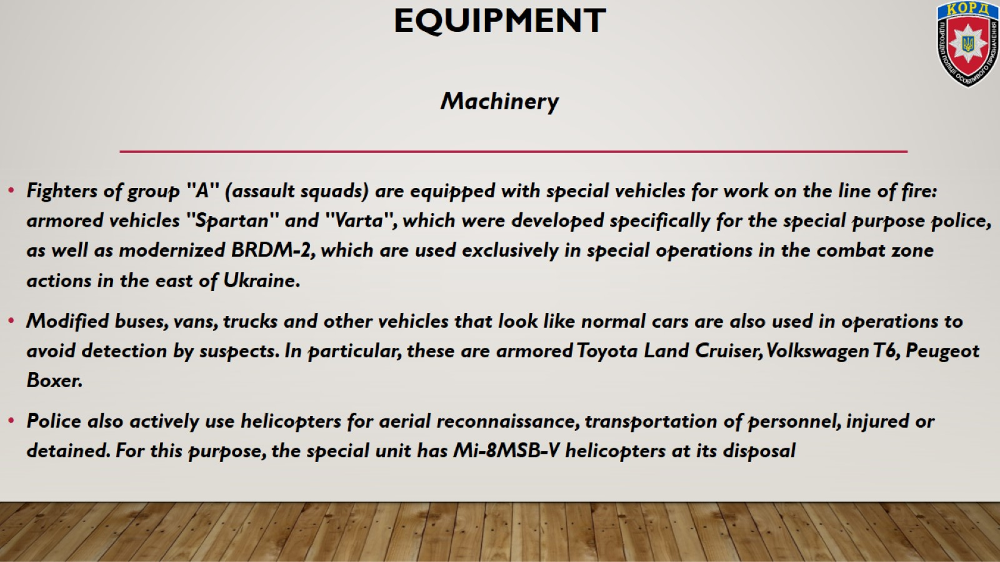 EQUIPMENT
КОРД
ПІДРОЗДІЛ ПОЛІЦІЇ ОСОБЛИВОГО ПРИЗНАЧЕННЯ
Machinery
• Fighters of group "A" (assault squads) are equipped with special vehicles for work on the line of fire:
armored vehicles "Spartan" and "Varta", which were developed specifically for the special purpose police,
as well as modernized BRDM-2, which are used exclusively in special operations in the combat zone
actions in the east of Ukraine.
• Modified buses, vans, trucks and other vehicles that look like normal cars are also used in operations to
avoid detection by suspects. In particular, these are armored Toyota Land Cruiser, Volkswagen T6, Peugeot
Boxer.
• Police also actively use helicopters for aerial reconnaissance, transportation of personnel, injured or
detained. For this purpose, the special unit has Mi-8MSB-V helicopters at its disposal